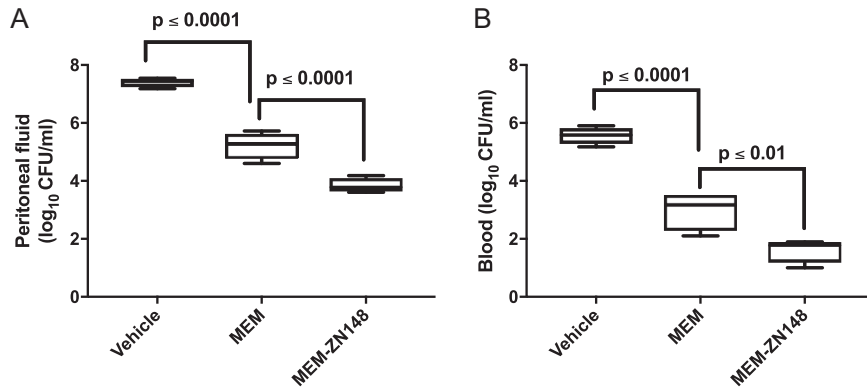 A
p ≤ 0.0001
p ≤ 0.0001
Peritoneal fluid
(log10 CFU/ml)
8
6
4
2
0
Vehicle
MEM
MEM-ZN148
B
p ≤ 0.0001
p ≤ 0.01
Blood (log10 CFU/ml)
8
6
4
2
0
Vehicle
MEM
MEM-ZN148